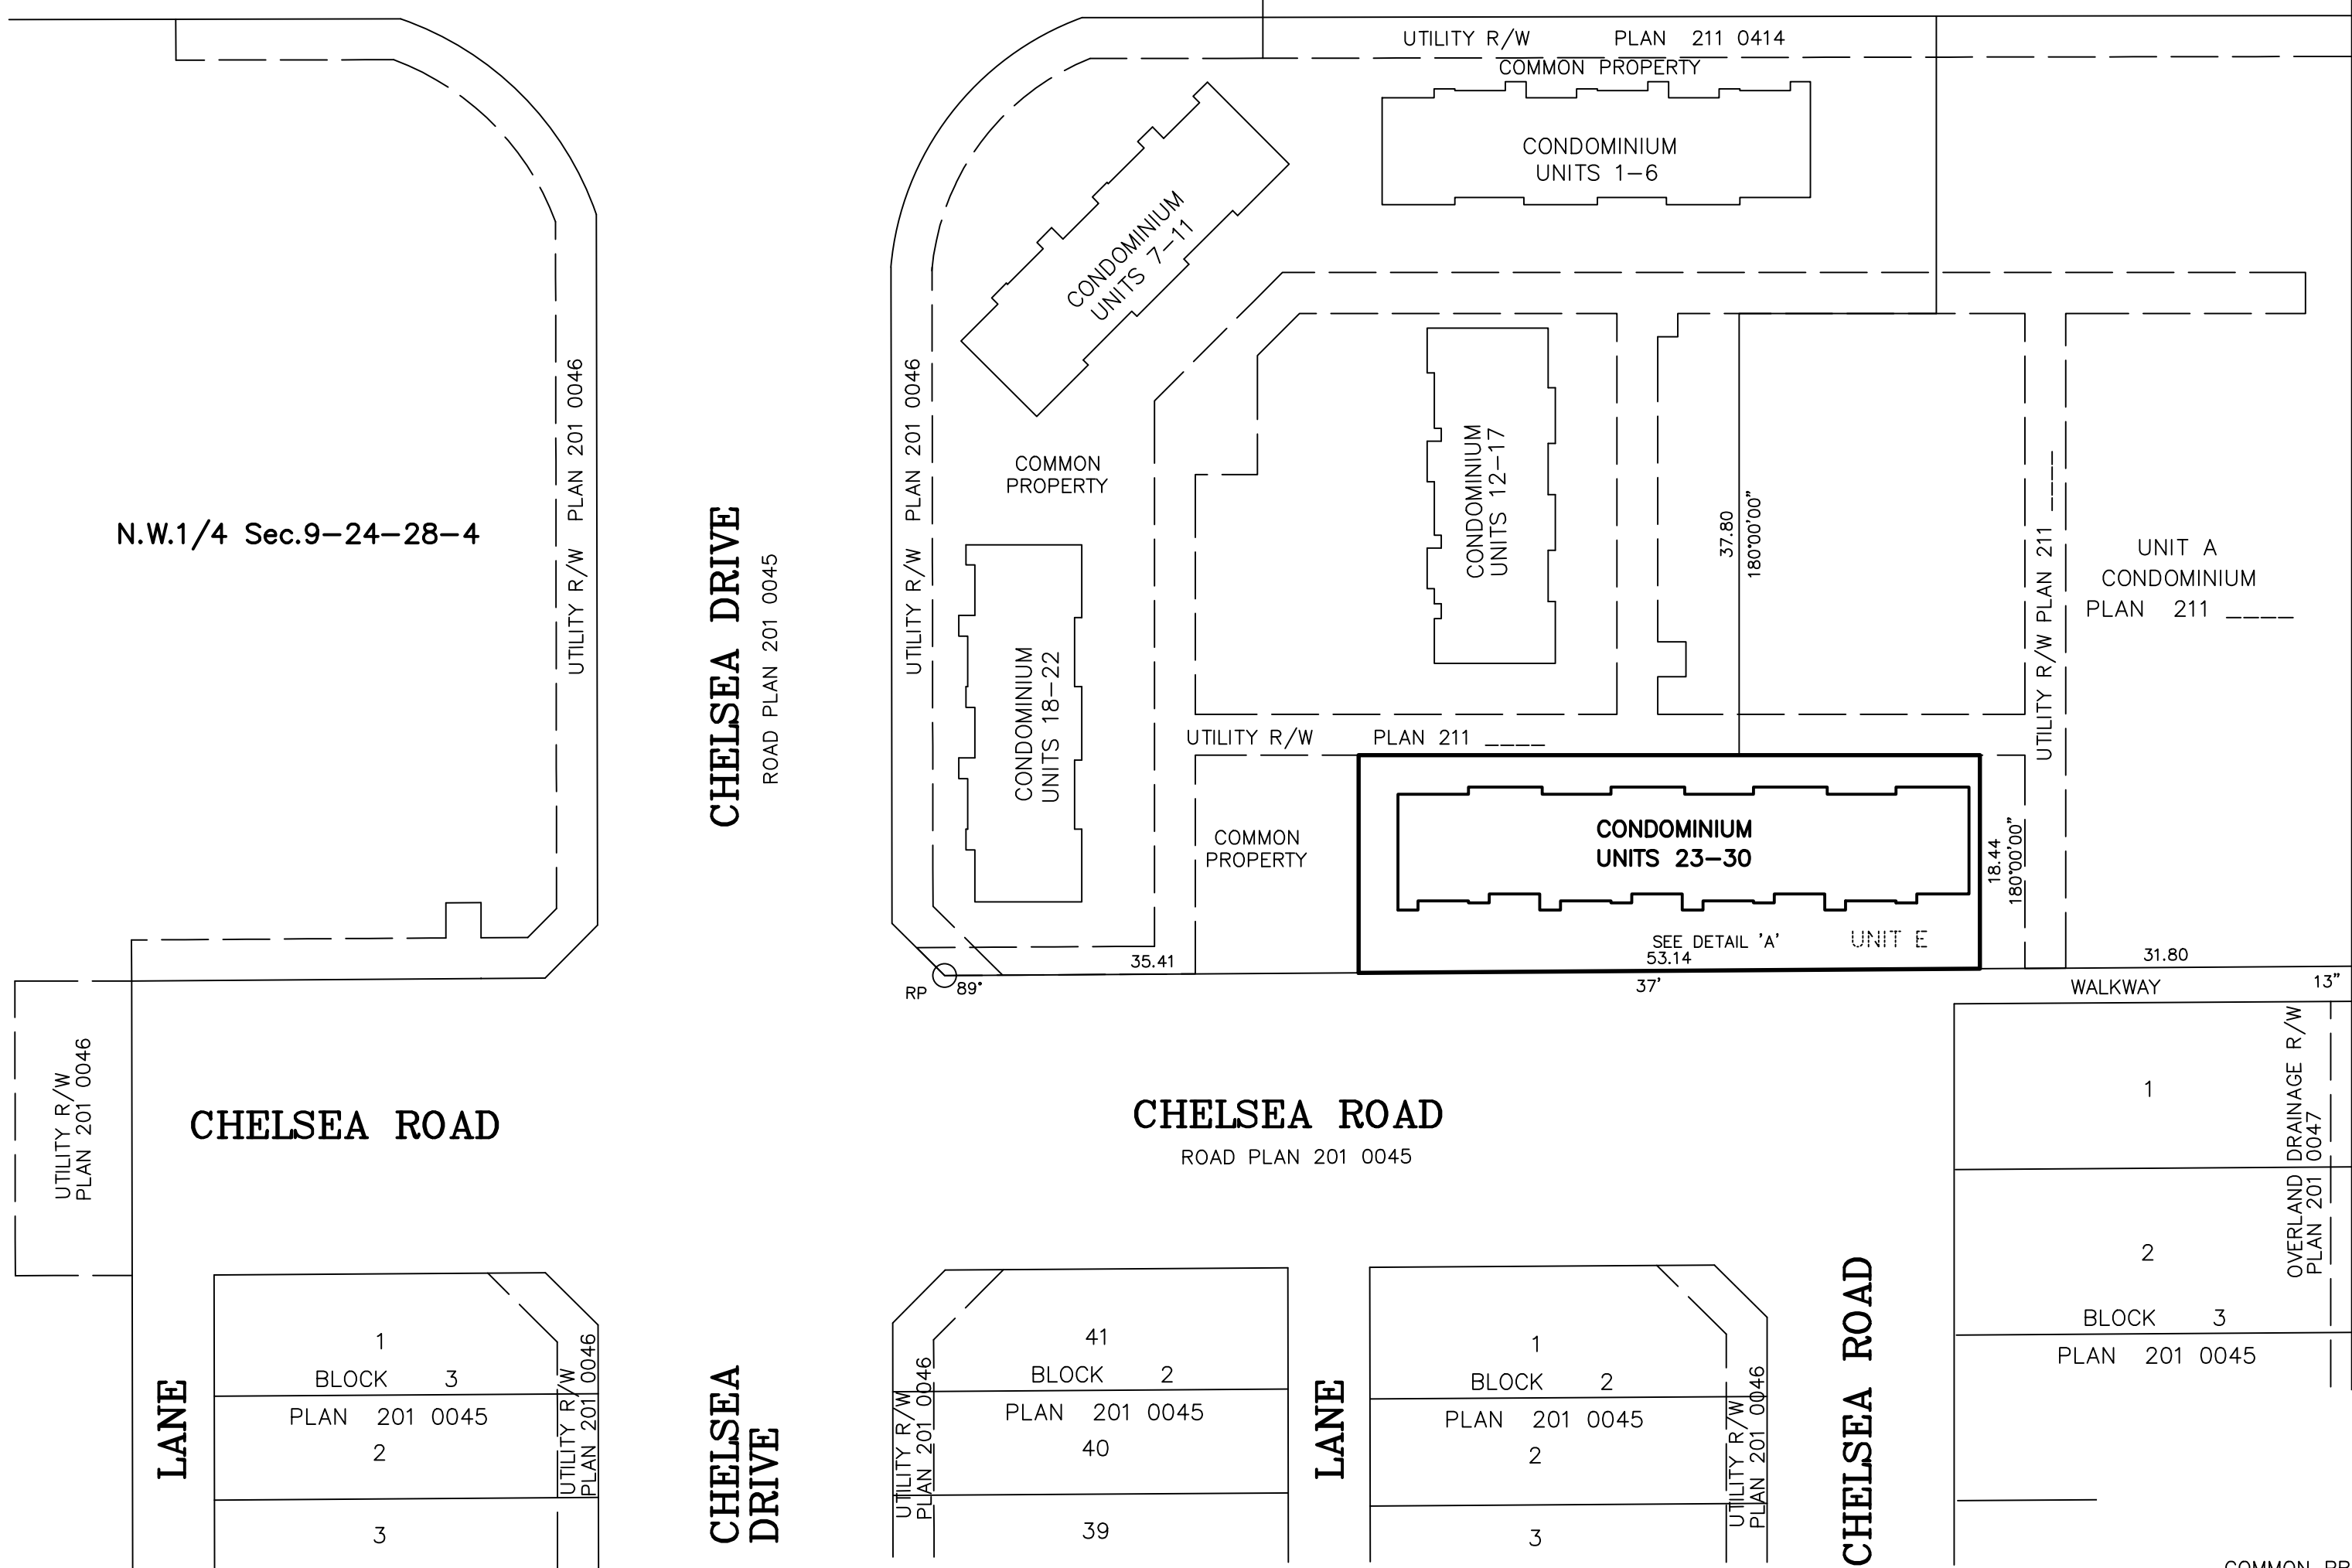 UTILITY R/W PLAN 211 0414
COMMON PROPERTY
CONDOMINIUM
UNITS 1-6
CONDOMINIUM
UNITS 7-11
UTILITY R/W PLAN 201 0046
UTILITY R/W PLAN 201 0046
N.W.1/4 Sec.9-24-28-4
CHELSEA DRIVE
ROAD PLAN 201 0045
COMMON
PROPERTY
CONDOMINIUM
UNITS 12-17
37.80
180°00'00"
UTILITY R/W PLAN 211 ____
UNIT A
CONDOMINIUM
PLAN 211 ____
CONDOMINIUM
UNITS 18-22
UTILITY R/W PLAN 211 ____
COMMON
PROPERTY
CONDOMINIUM
UNITS 23-30
18.44
180°00'00"
SEE DETAIL 'A'
UNIT E
35.41
53.14
31.80
RP
89°
37'
13"
WALKWAY
UTILITY R/W
PLAN 201 0046
CHELSEA ROAD
CHELSEA ROAD
ROAD PLAN 201 0045
1
OVERLAND DRAINAGE R/W
PLAN 201 0047
2
BLOCK 3
PLAN 201 0045
LANE
1
BLOCK 3
PLAN 201 0045
2
3
UTILITY R/W
PLAN 201 0046
CHELSEA
DRIVE
UTILITY R/W
PLAN 201 0046
41
BLOCK 2
PLAN 201 0045
40
39
LANE
1
BLOCK 2
PLAN 201 0045
2
3
UTILITY R/W
PLAN 201 0046
CHELSEA ROAD